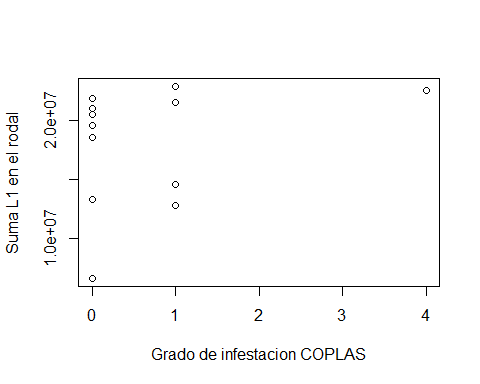 Suma L1 en el rodal
2.0e+07
1.0e+07
0 1 2 3 4
Grado de infestacion COPLAS